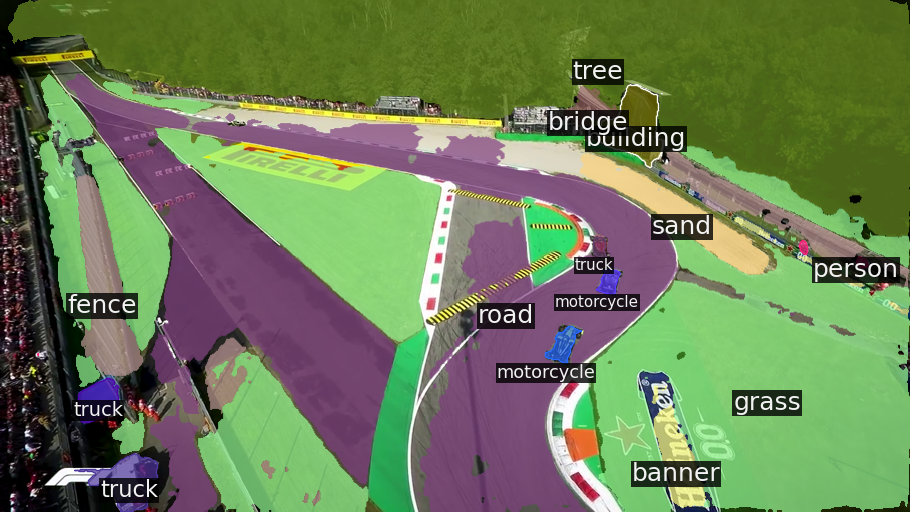 tree
bridge
building
PIRELLI
sand
person
truck
motorcycle
fence
road
motorcycle
truck
grass
Heineken
0.0
banner
truck
F1